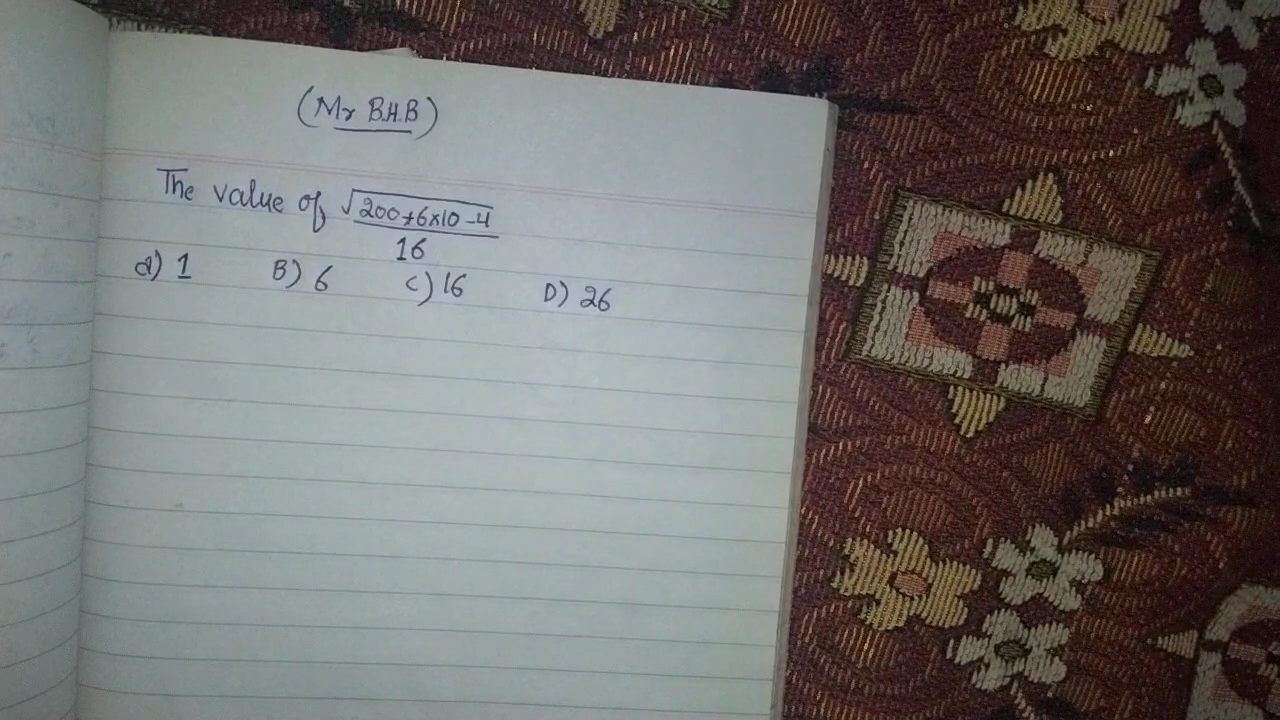 (Mr B.H.B)
The value of √200+6×10-4
16
a) 1 B) 6 C) 16 D) 26